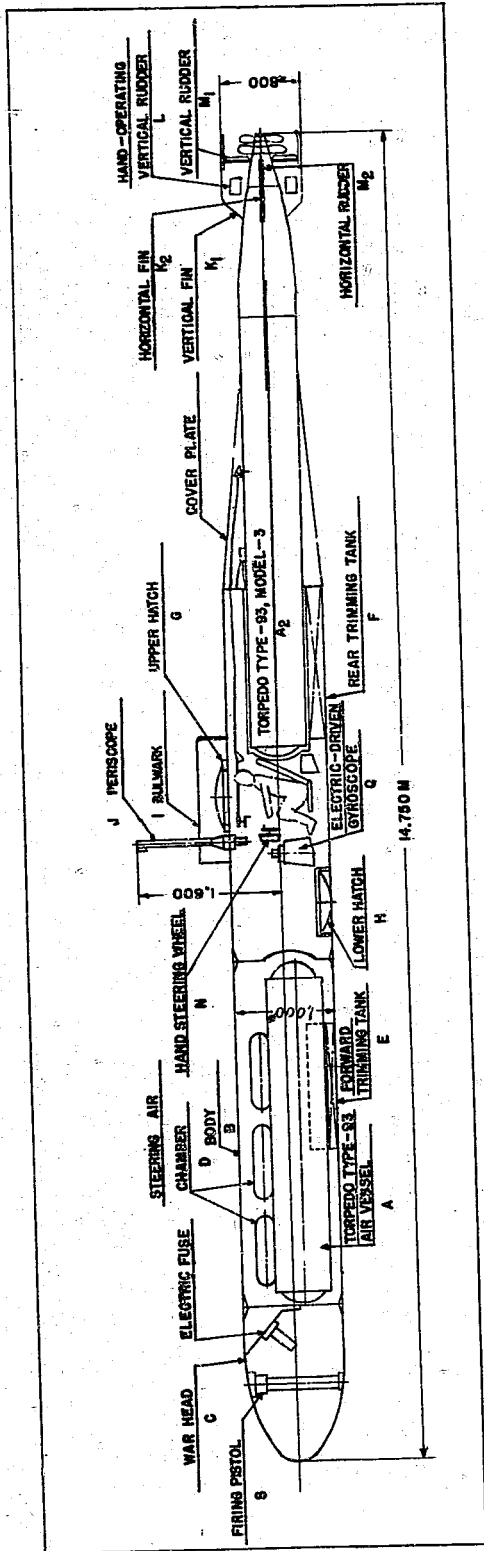 FIRING PISTOL
S
WAR HEAD
C
ELECTRIC FUSE
STEERING AIR
CHAMBER
D
BODY
B
HAND STEERING WHEEL
N
1.600
J PERISCOPE
I BULWARK
UPPER HATCH
G
COVER PLATE
HORIZONTAL FIN
K2
VERTICAL FIN
K1
HAND-OPERATING
VERTICAL RUDDER
L
VERTICAL RUDDER
M1
.800
1,000M
TORPEDO TYPE-93, MODEL-3
A2
TORPEDO TYPE-93
AIR VESSEL
A
FORWARD
TRIMMING TANK
E
LOWER HATCH
H
ELECTRIC-DRIVEN
GYROSCOPE
Q
REAR TRIMMING TANK
F
HORIZONTAL RUDDER
M2
14.750 M